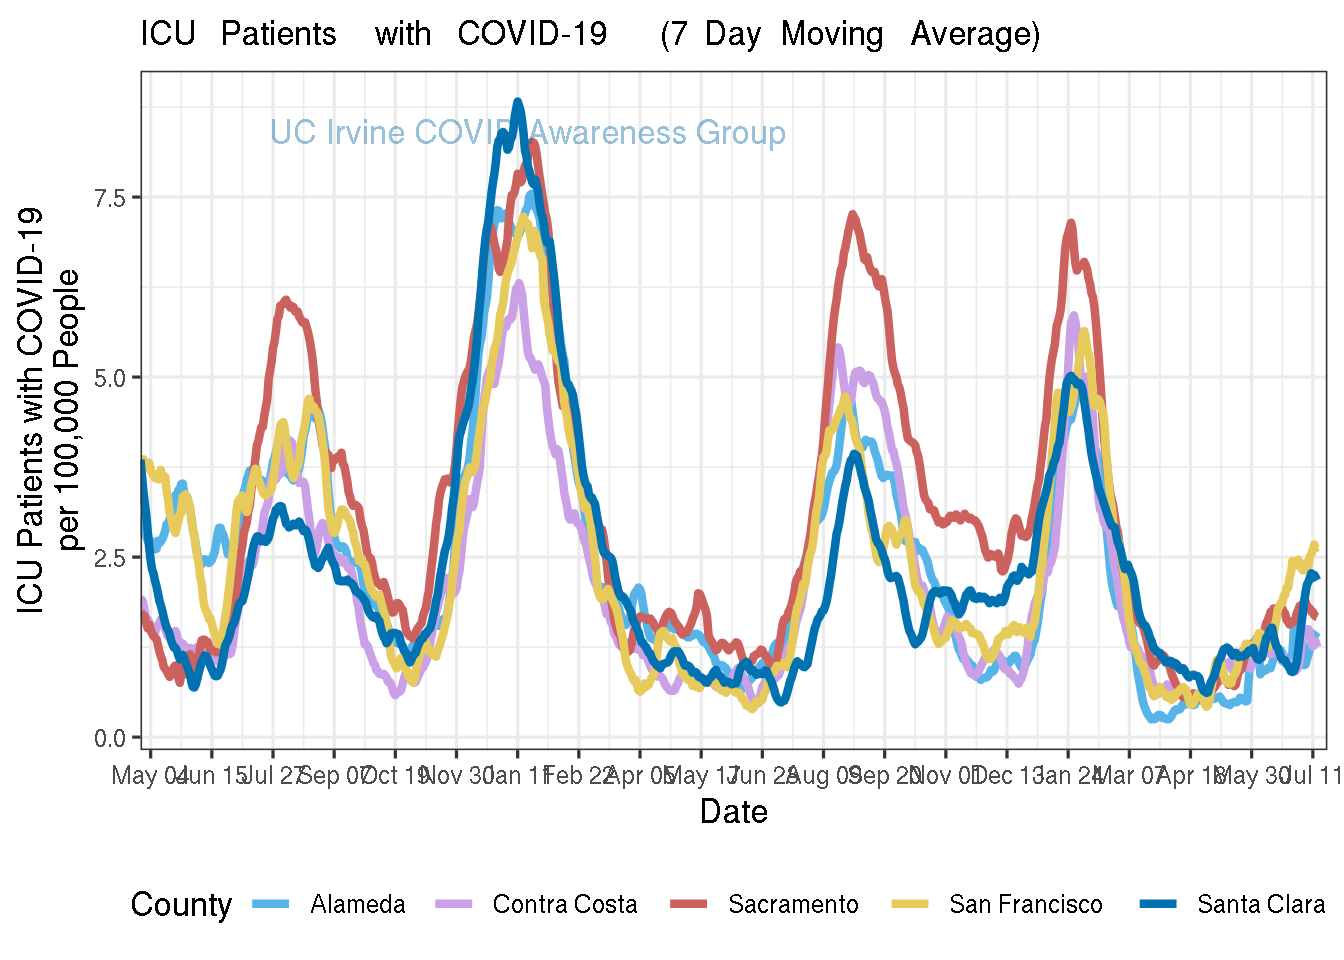 ICU Patients with COVID-19 (7 Day Moving Average)
UC Irvine COVID Awareness Group
ICU Patients with COVID-19
per 100,000 People
7.5
5.0
2.5
0.0
May 04 Jun 15 Jul 27 Sep 07 Oct 19 Nov 30 Jan 11 Feb 22 Apr 05 May 17 Jun 28 Aug 09 Sep 20 Nov 01 Dec 13 Jan 24 Mar 07 Apr 18 May 30 Jul 11
Date
County Alameda Contra Costa Sacramento San Francisco Santa Clara